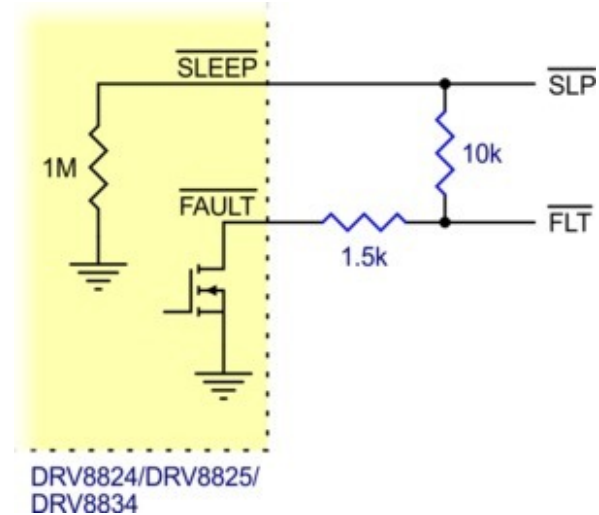 SLEEP
SLP
1M
10k
FAULT
FLT
1.5k
DRV8824/DRV8825/
DRV8834